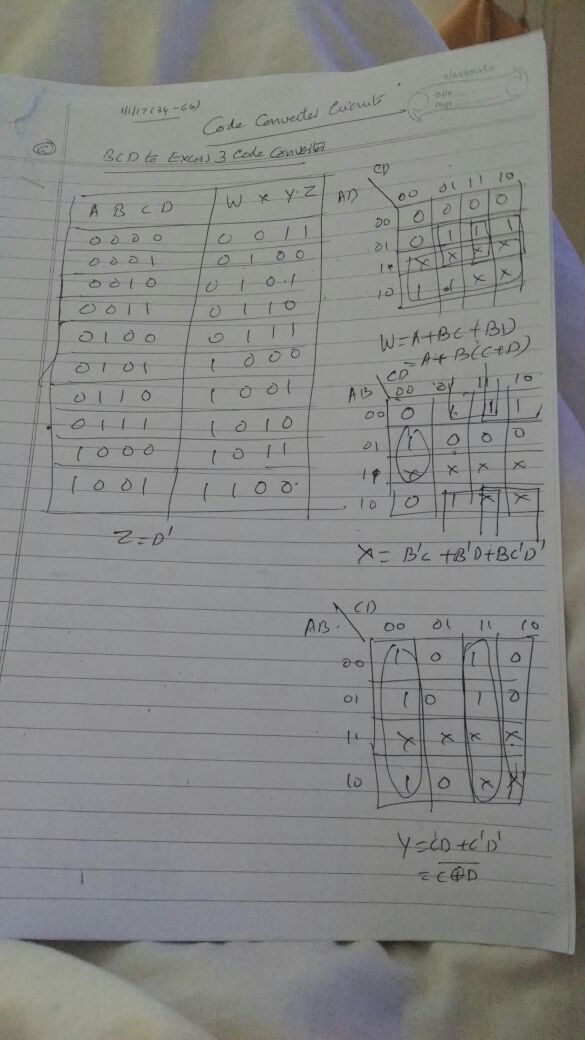 1/1/17 (34-64)
classmate
Date
Page
Code Converter Circuits
BCD to Excess 3 Code Converter
A B C D W X Y Z
0 0 0 0 0 0 1 1
0 0 0 1 0 1 0 0
0 0 1 0 0 1 0 1
0 0 1 1 0 1 1 0
0 1 0 0 0 1 1 1
0 1 0 1 1 0 0 0
0 1 1 0 1 0 0 1
0 1 1 1 1 0 1 0
1 0 0 0 1 0 1 1
1 0 0 1 1 1 0 0
Z=D'
CD
AD 00 01 11 10
00 0 0 0 0
01 0 1 1 1
11 x x x x
10 1 1 x x
W=A+BC+BD
=A+B(C+D)
CD
AB 00 01 11 10
00 0 1 1 1
01 1 0 0 0
11 x x x x
10 0 1 x x
X= B'C +B'D+BC'D'
CD
AB 00 01 11 10
00 1 0 1 0
01 1 0 1 0
11 x x x x
10 1 0 x x
Y=CD+C'D'
=C⊕D